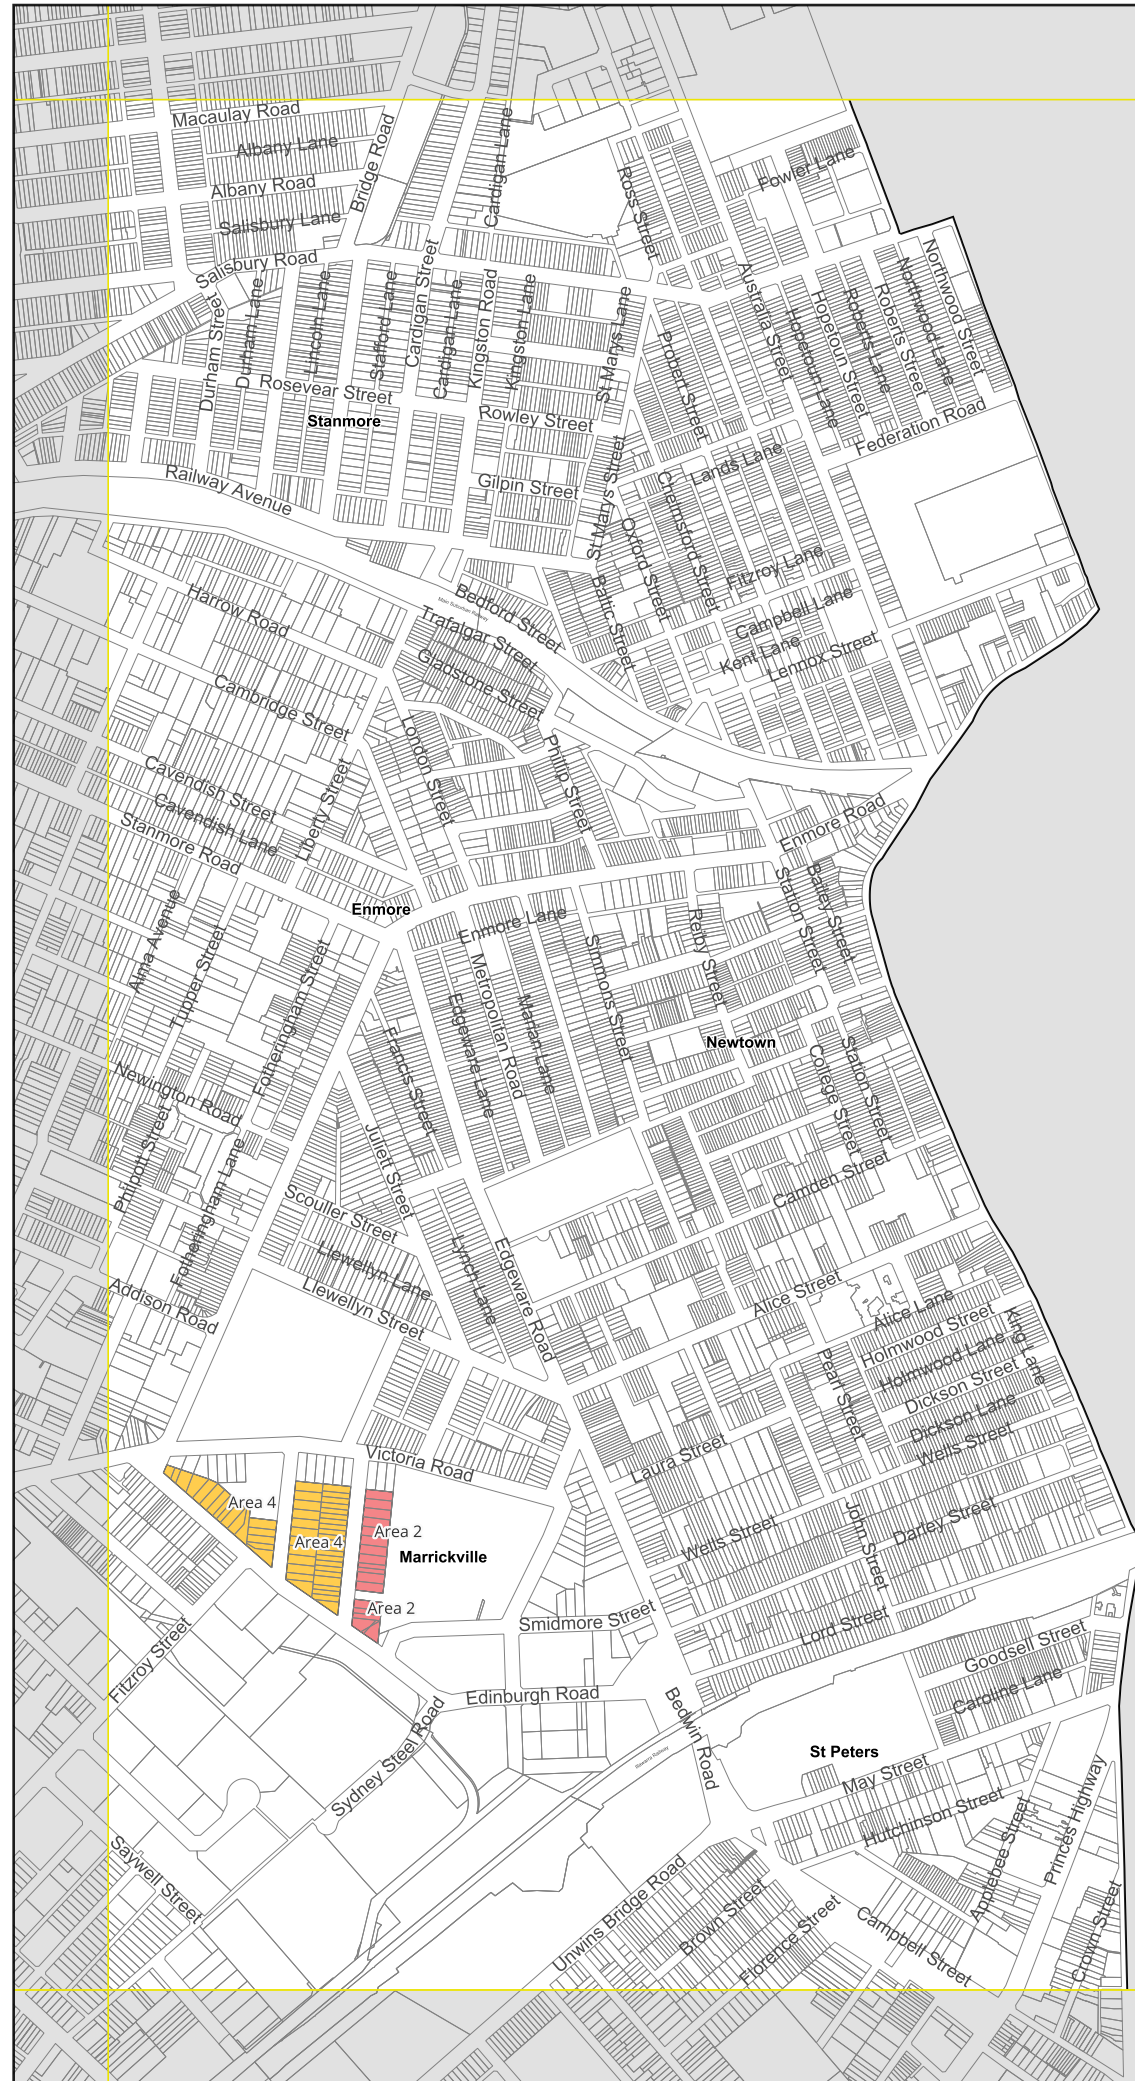 Macaulay Road
Albany Lane
Bridge Road
Cardigan Lane
Ross Street
Fowler Lane
Albany Road
Salisbury Lane
Salisbury Road
Northwood Street
Northwood Lane
Roberts Street
Roberts Lane
Hopetoun Street
Hopetoun Lane
Australia Street
Durham Street
Durham Lane
Lincoln Lane
Stafford Lane
Cardigan Street
Cardigan Lane
Kingston Road
Kingston Lane
St Marys Lane
Probert Street
Rosevear Street
Stanmore
Rowley Street
Federation Road
Lands Lane
Railway Avenue
Gilpin Street
St Marys Street
Chelmsford Street
Oxford Street
Fitzroy Lane
Campbell Lane
Kent Lane
Lennox Street
Baltic Street
Bedford Street
Main Suburban Railway
Trafalgar Street
Gladstone Street
Harrow Road
Cambridge Street
London Street
Phillip Street
Cavendish Street
Cavendish Lane
Liberty Street
Stanmore Road
Enmore Road
Bailey Street
Station Street
Enmore
Enmore Lane
Reiby Street
Simmons Street
Alma Avenue
Tupper Street
Fotheringham Street
Metropolitan Road
Marian Lane
Edgeware Lane
Francis Street
Newtown
College Street
Station Street
Newington Road
Philpott Street
Fotheringham Lane
Juliett Street
Camden Street
Scouller Street
Llewellyn Lane
Llewellyn Street
Lynch Lane
Edgeware Road
Addison Road
Alice Street
Alice Lane
Holmwood Street
Holmwood Lane
King Lane
Dickson Street
Dickson Lane
Wells Street
Pearl Street
Victoria Road
Laura Street
Area 4
Area 4
Area 2
Marrickville
Area 2
Wells Street
John Street
Darley Street
Smidmore Street
Lord Street
Goodsell Street
Caroline Lane
Fitzroy Street
Edinburgh Road
Bedwin Road
Sydney Steel Road
Illawarra Railway
St Peters
May Street
Hutchinson Street
Applebee Street
Princes Highway
Saywell Street
Unwins Bridge Road
Brown Street
Florence Street
Campbell Street
Crown Street